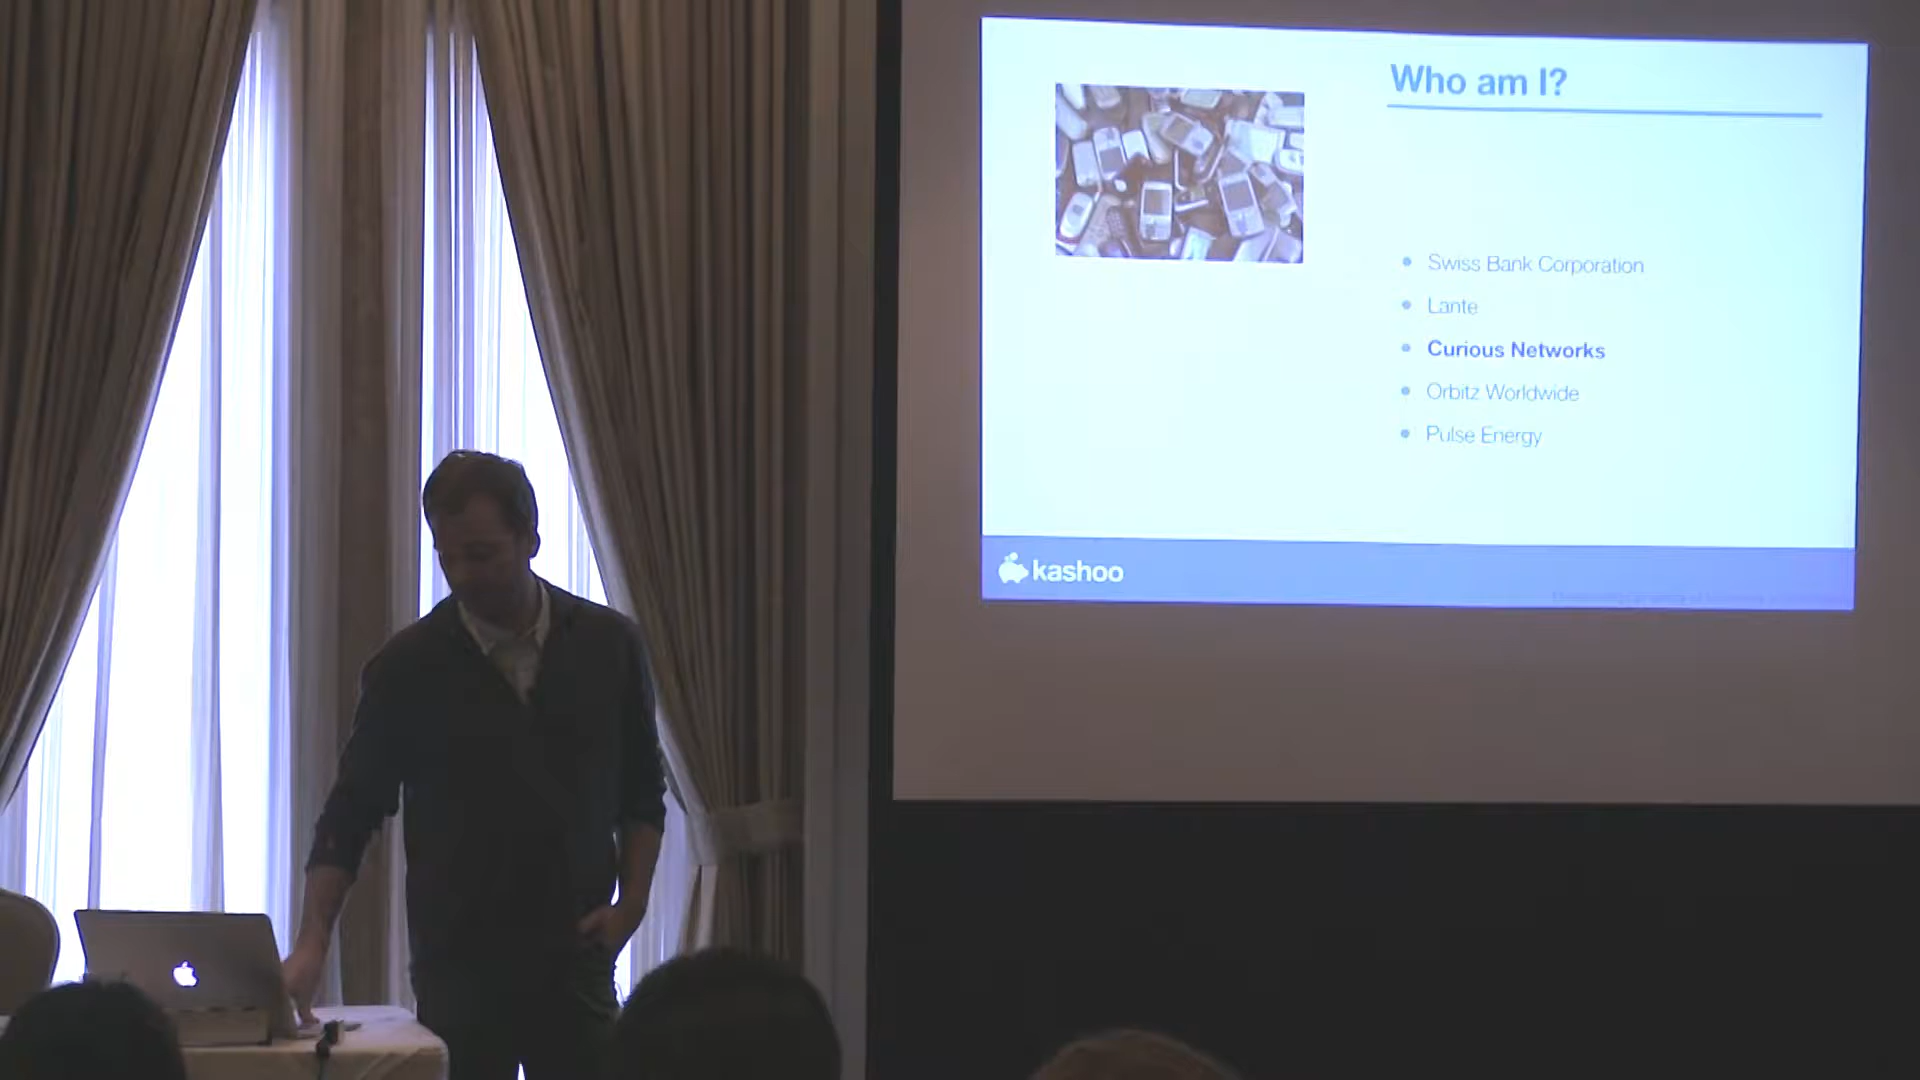 Who am I?
Swiss Bank Corporation
Lante
Curious Networks
Orbitz Worldwide
Pulse Energy
kashoo